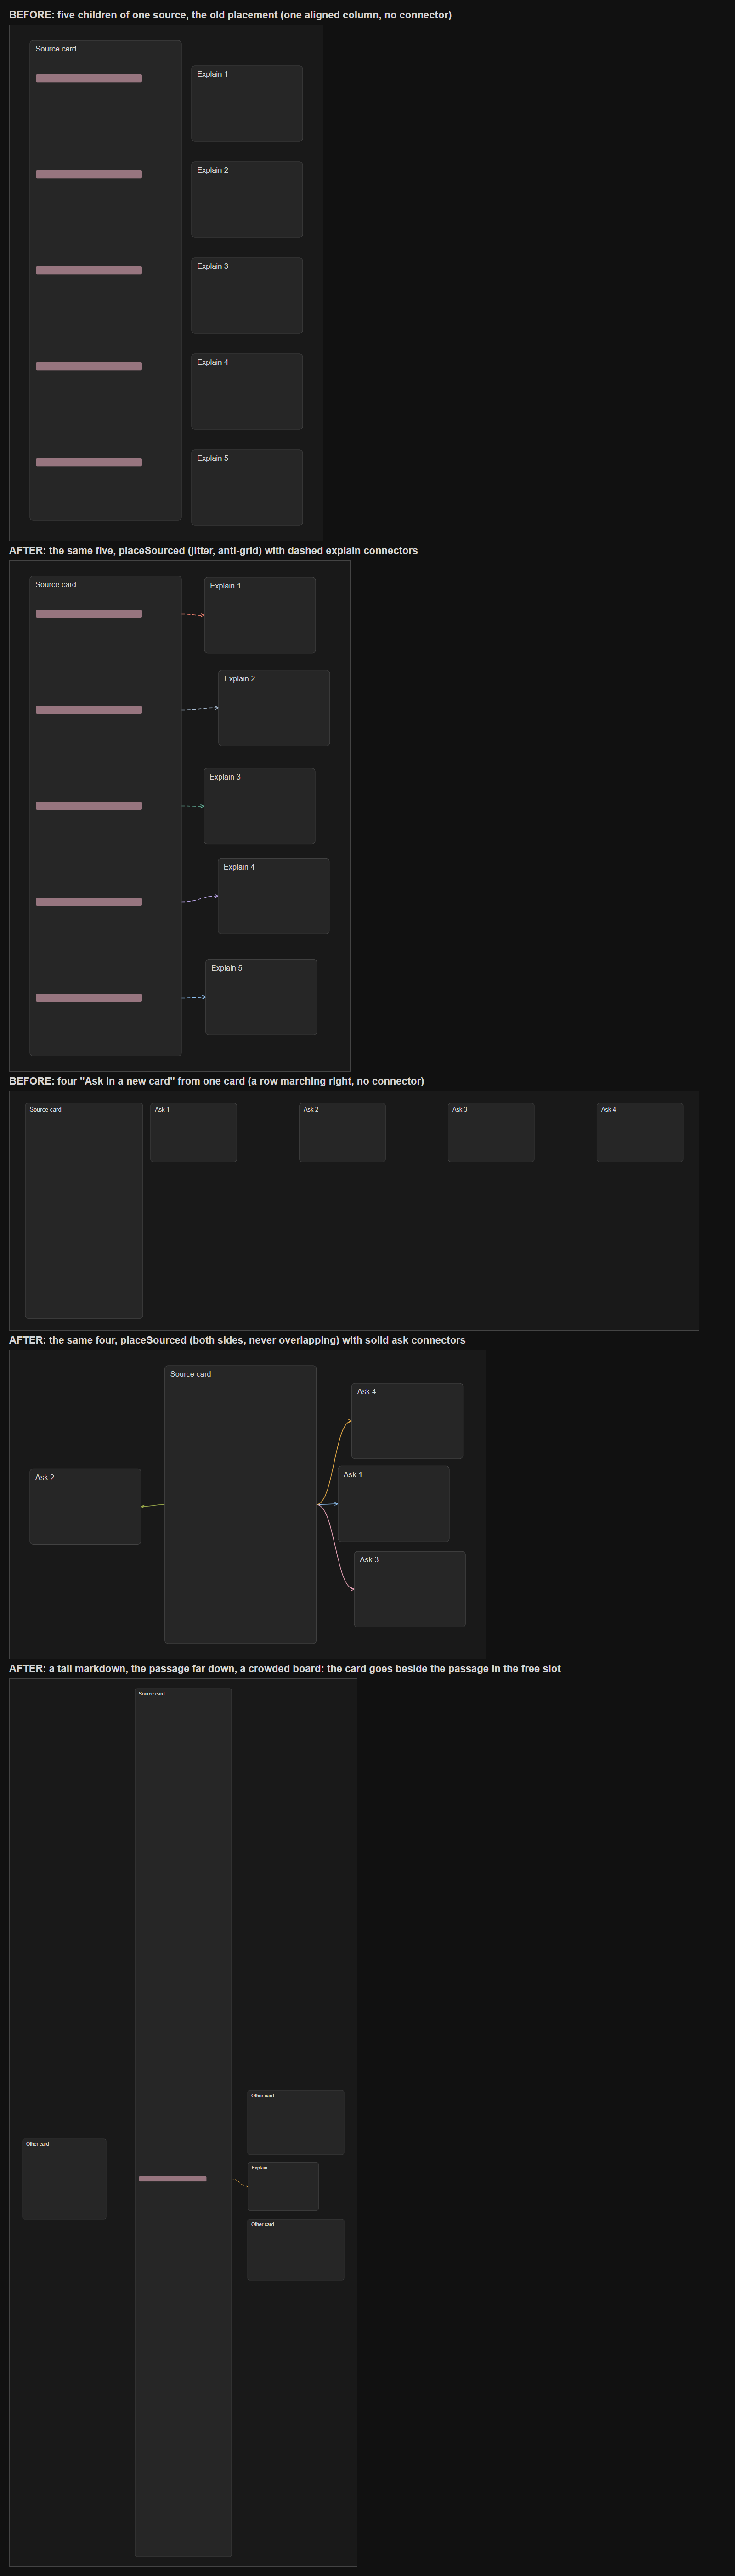 BEFORE: five children of one source, the old placement (one aligned column, no connector)
Source card
Explain 1
Explain 2
Explain 3
Explain 4
Explain 5
AFTER: the same five, placeSourced (jitter, anti-grid) with dashed explain connectors
Source card
Explain 1
Explain 2
Explain 3
Explain 4
Explain 5
BEFORE: four "Ask in a new card" from one card (a row marching right, no connector)
Source card
Ask 1
Ask 2
Ask 3
Ask 4
AFTER: the same four, placeSourced (both sides, never overlapping) with solid ask connectors
Source card
Ask 4
Ask 1
Ask 2
Ask 3
AFTER: a tall markdown, the passage far down, a crowded board: the card goes beside the passage in the free slot
Source card
Other card
Other card
Explain
Other card